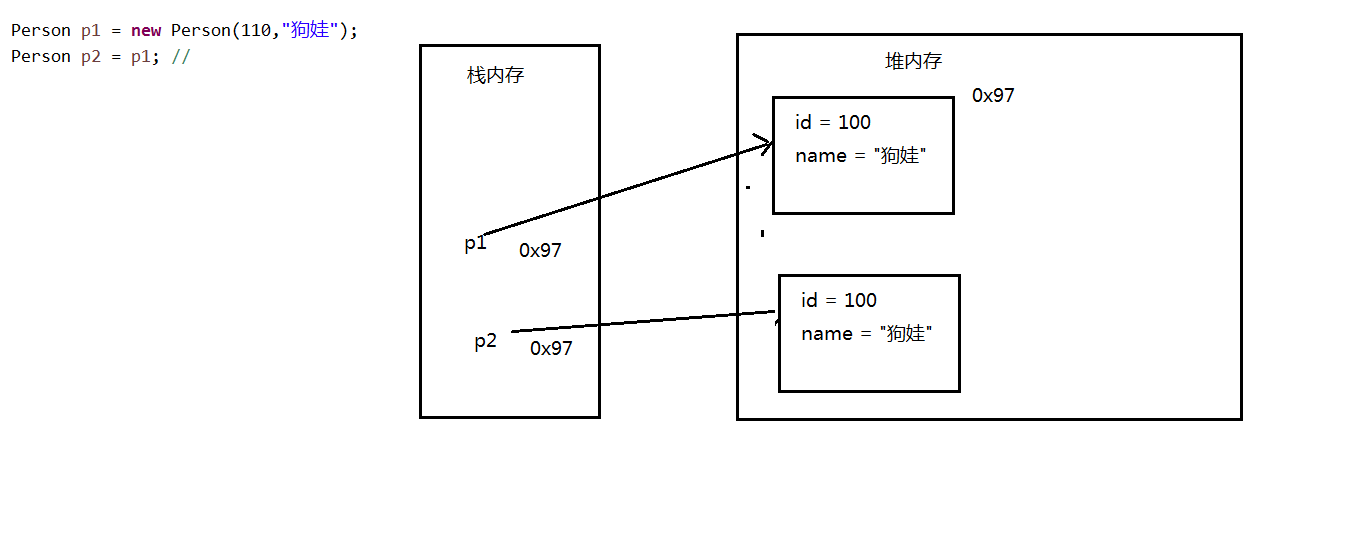 Person p1 = new Person(110,"狗娃");
Person p2 = p1; //
栈内存
堆内存
0x97
id = 100
name = "狗娃"
p1
0x97
id = 100
name = "狗娃"
p2
0x97